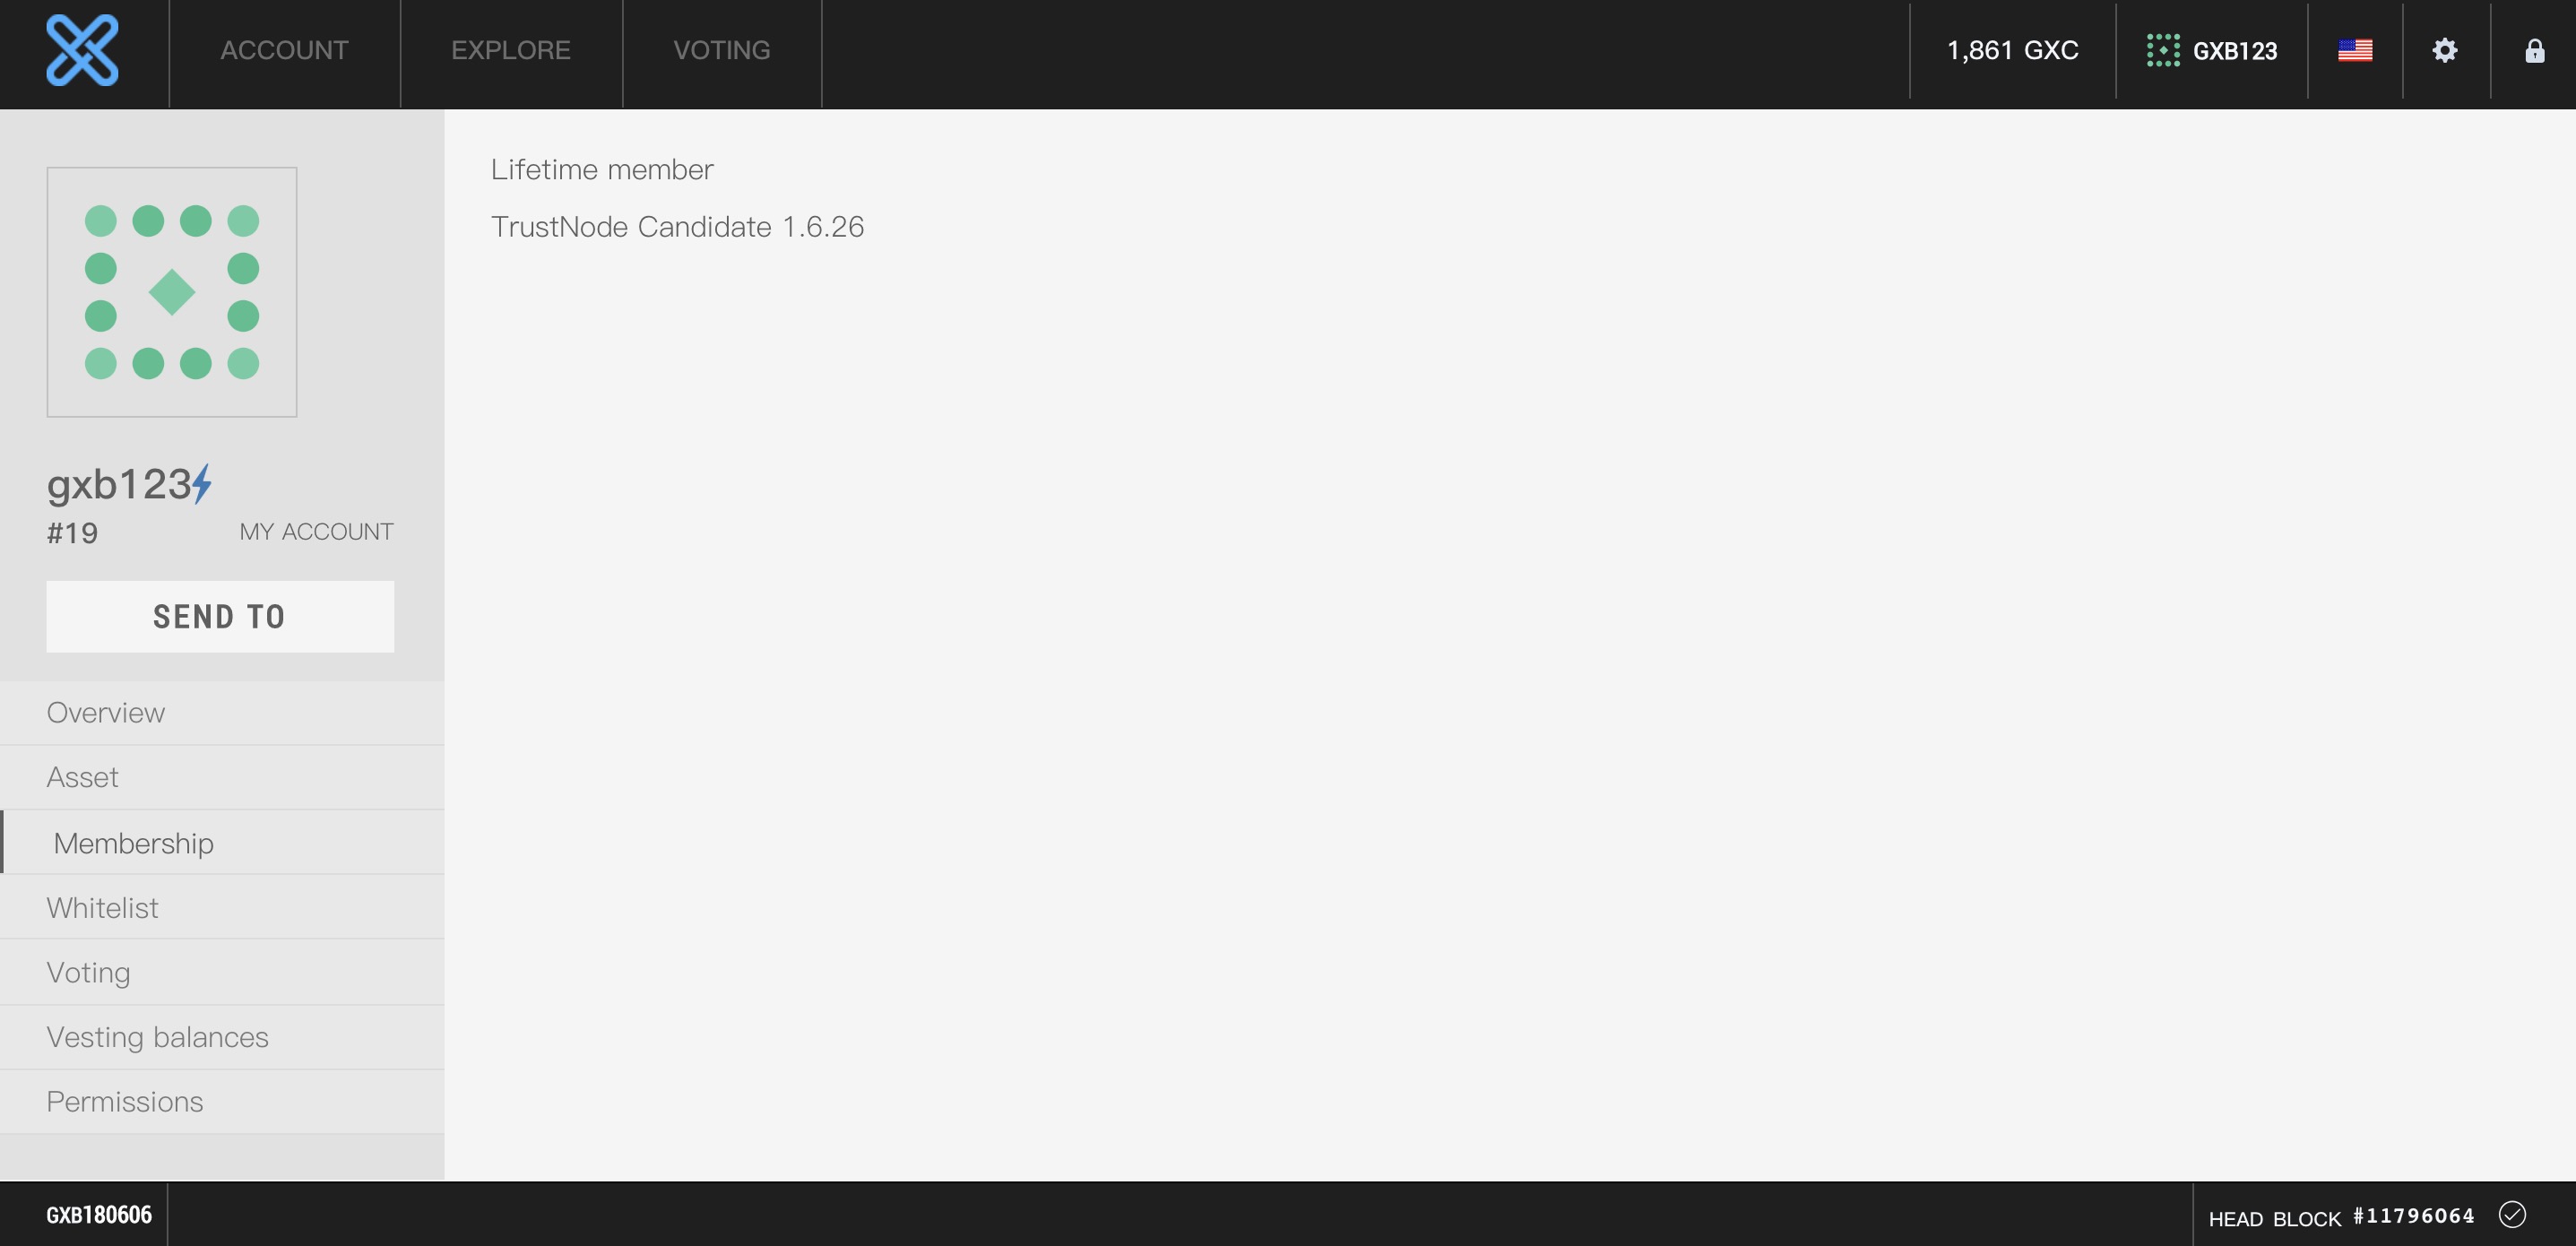 ACCOUNT
EXPLORE
VOTING
1,861 GXC
GXB123
Lifetime member
TrustNode Candidate 1.6.26
gxb123
#19
MY ACCOUNT
SEND TO
Overview
Asset
Membership
Whitelist
Voting
Vesting balances
Permissions
GXB180606
HEAD BLOCK #11796064